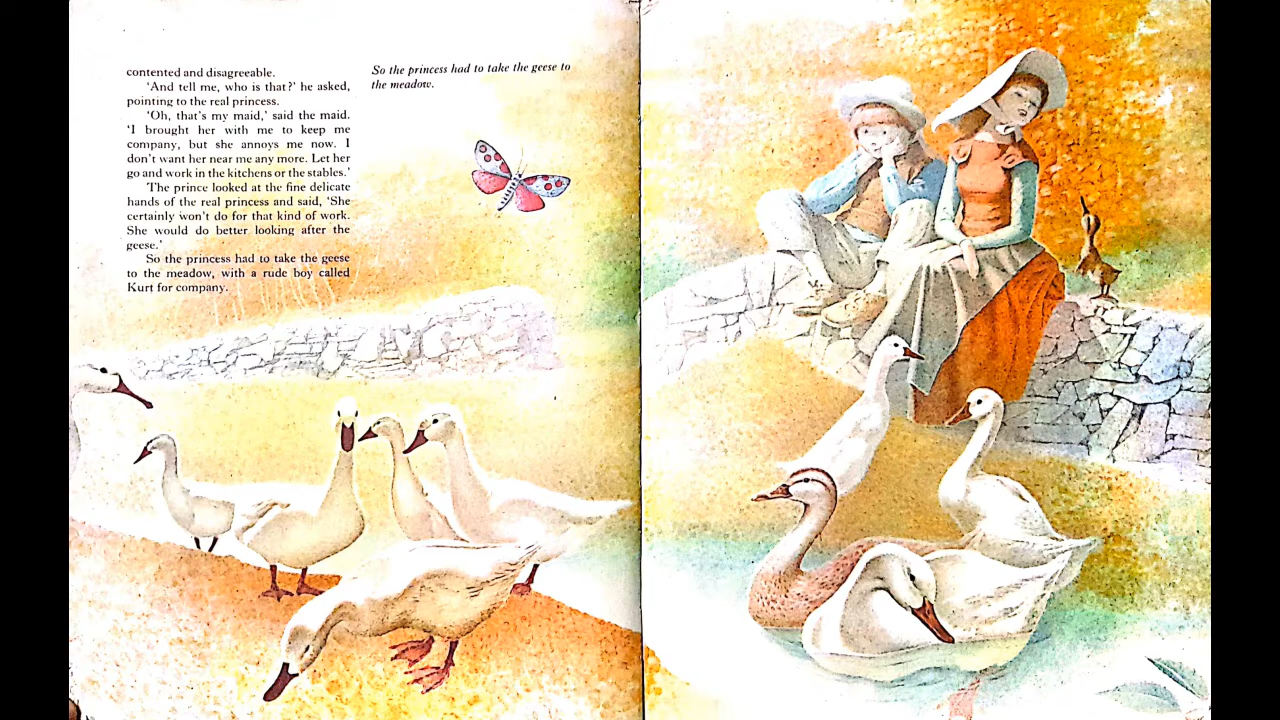 contented and disagreeable.
'And tell me, who is that?' he asked,
pointing to the real princess.
'Oh, that's my maid,' said the maid.
'I brought her with me to keep me
company, but she annoys me now. I
don't want her near me any more. Let her
go and work in the kitchens or the stables.'
The prince looked at the fine delicate
hands of the real princess and said, 'She
certainly won't do for that kind of work.
She would do better looking after the
geese.'
So the princess had to take the geese
to the meadow, with a rude boy called
Kurt for company.
So the princess had to take the geese to
the meadow.